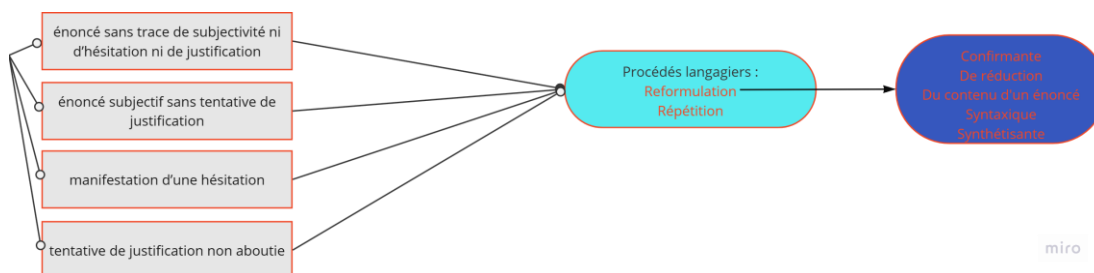 énoncé sans trace de subjectivité ni
d'hésitation ni de justification
énoncé subjectif sans tentative de
justification
manifestation d'une hésitation
tentative de justification non aboutie
Procédés langagiers :
Reformulation
Répétition
Confirmante
De réduction
Du contenu d'un énoncé
Syntaxique
Synthétisante
miro